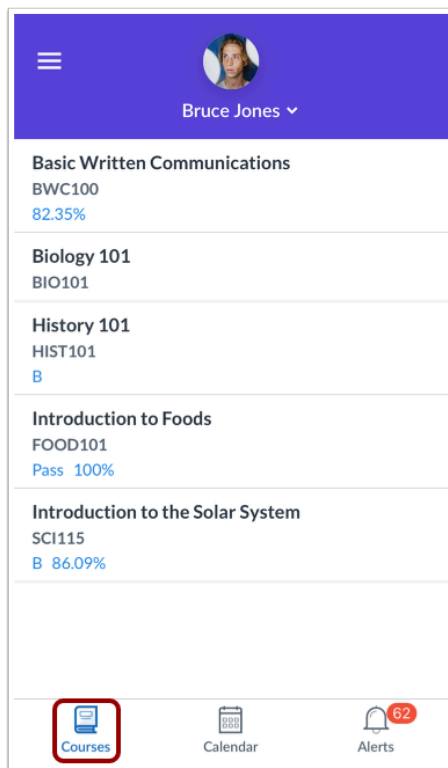 Bruce Jones
Basic Written Communications
BWC100
82.35%
Biology 101
BIO101
History 101
HIST101
B
Introduction to Foods
FOOD101
Pass 100%
Introduction to the Solar System
SCI115
B 86.09%
62
Courses Calendar Alerts